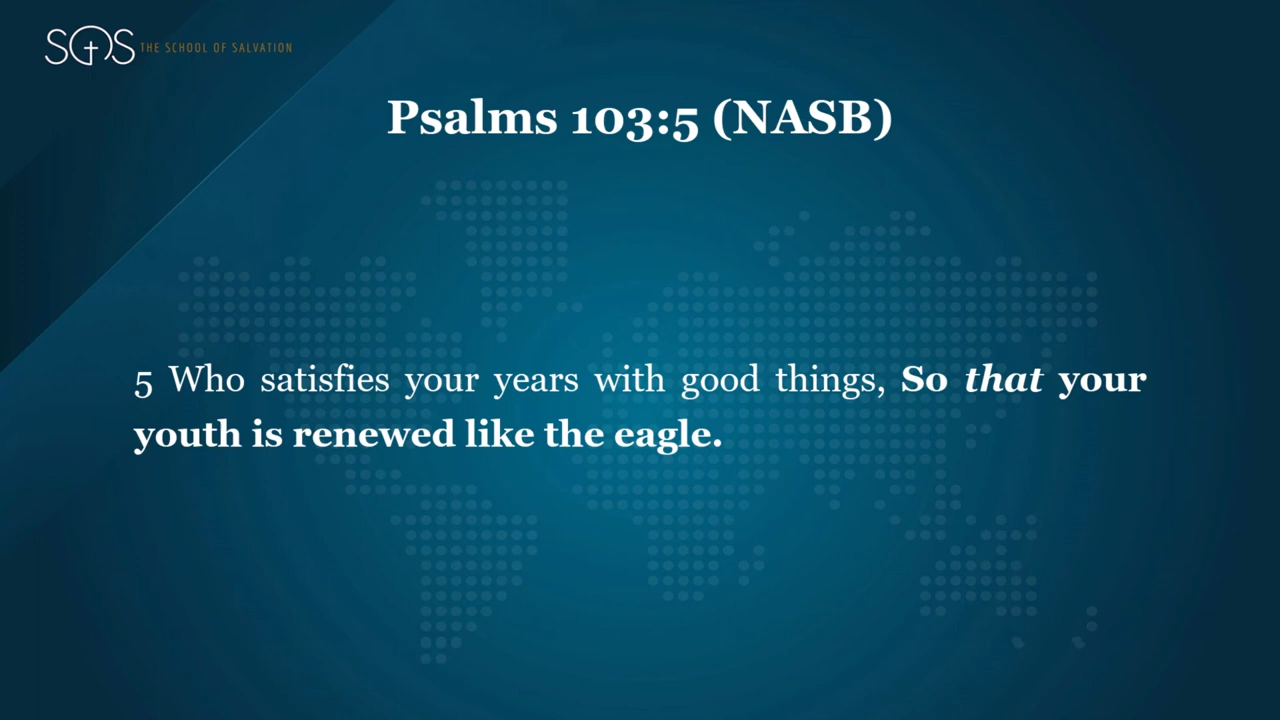 SOS THE SCHOOL OF SALVATION
Psalms 103:5 (NASB)
5 Who satisfies your years with good things, So that your
youth is renewed like the eagle.